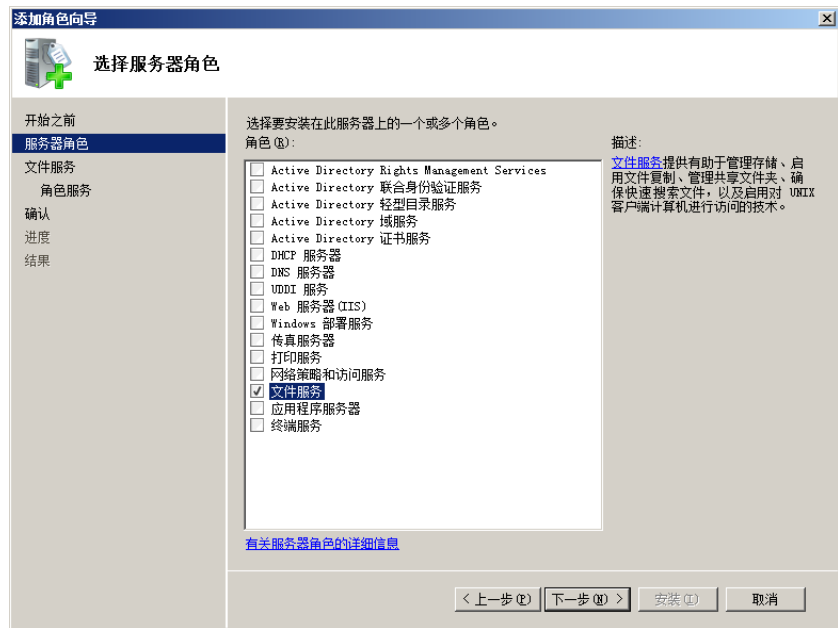 添加角色向导
选择服务器角色
开始之前
服务器角色
文件服务
角色服务
确认
进度
结果
选择要安装在此服务器上的一个或多个角色。
角色(R):
Active Directory Rights Management Services
Active Directory 联合身份验证服务
Active Directory 轻型目录服务
Active Directory 域服务
Active Directory 证书服务
DHCP 服务器
DNS 服务器
UDDI 服务
Web 服务器(IIS)
Windows 部署服务
传真服务器
打印服务
网络策略和访问服务
文件服务
应用程序服务器
终端服务
有关服务器角色的详细信息
描述:
文件服务提供有助于管理存储、启
用文件复制、管理共享文件夹、确
保快速搜索文件，以及启用对 UNIX
客户端计算机进行访问的技术。
< 上一步(P)
下一步(N) >
安装(I)
取消